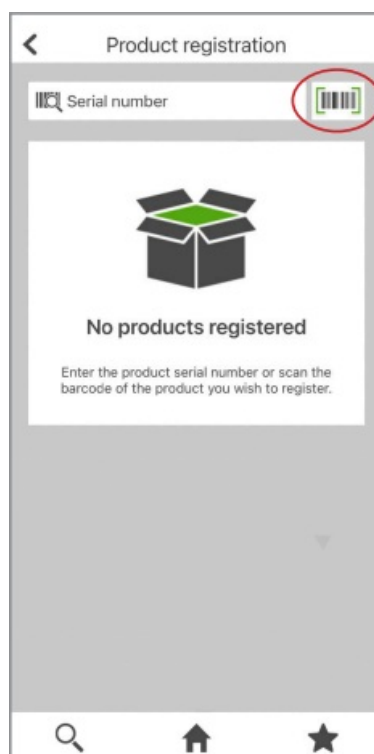 Product registration
Serial number
No products registered
Enter the product serial number or scan the
barcode of the product you wish to register.